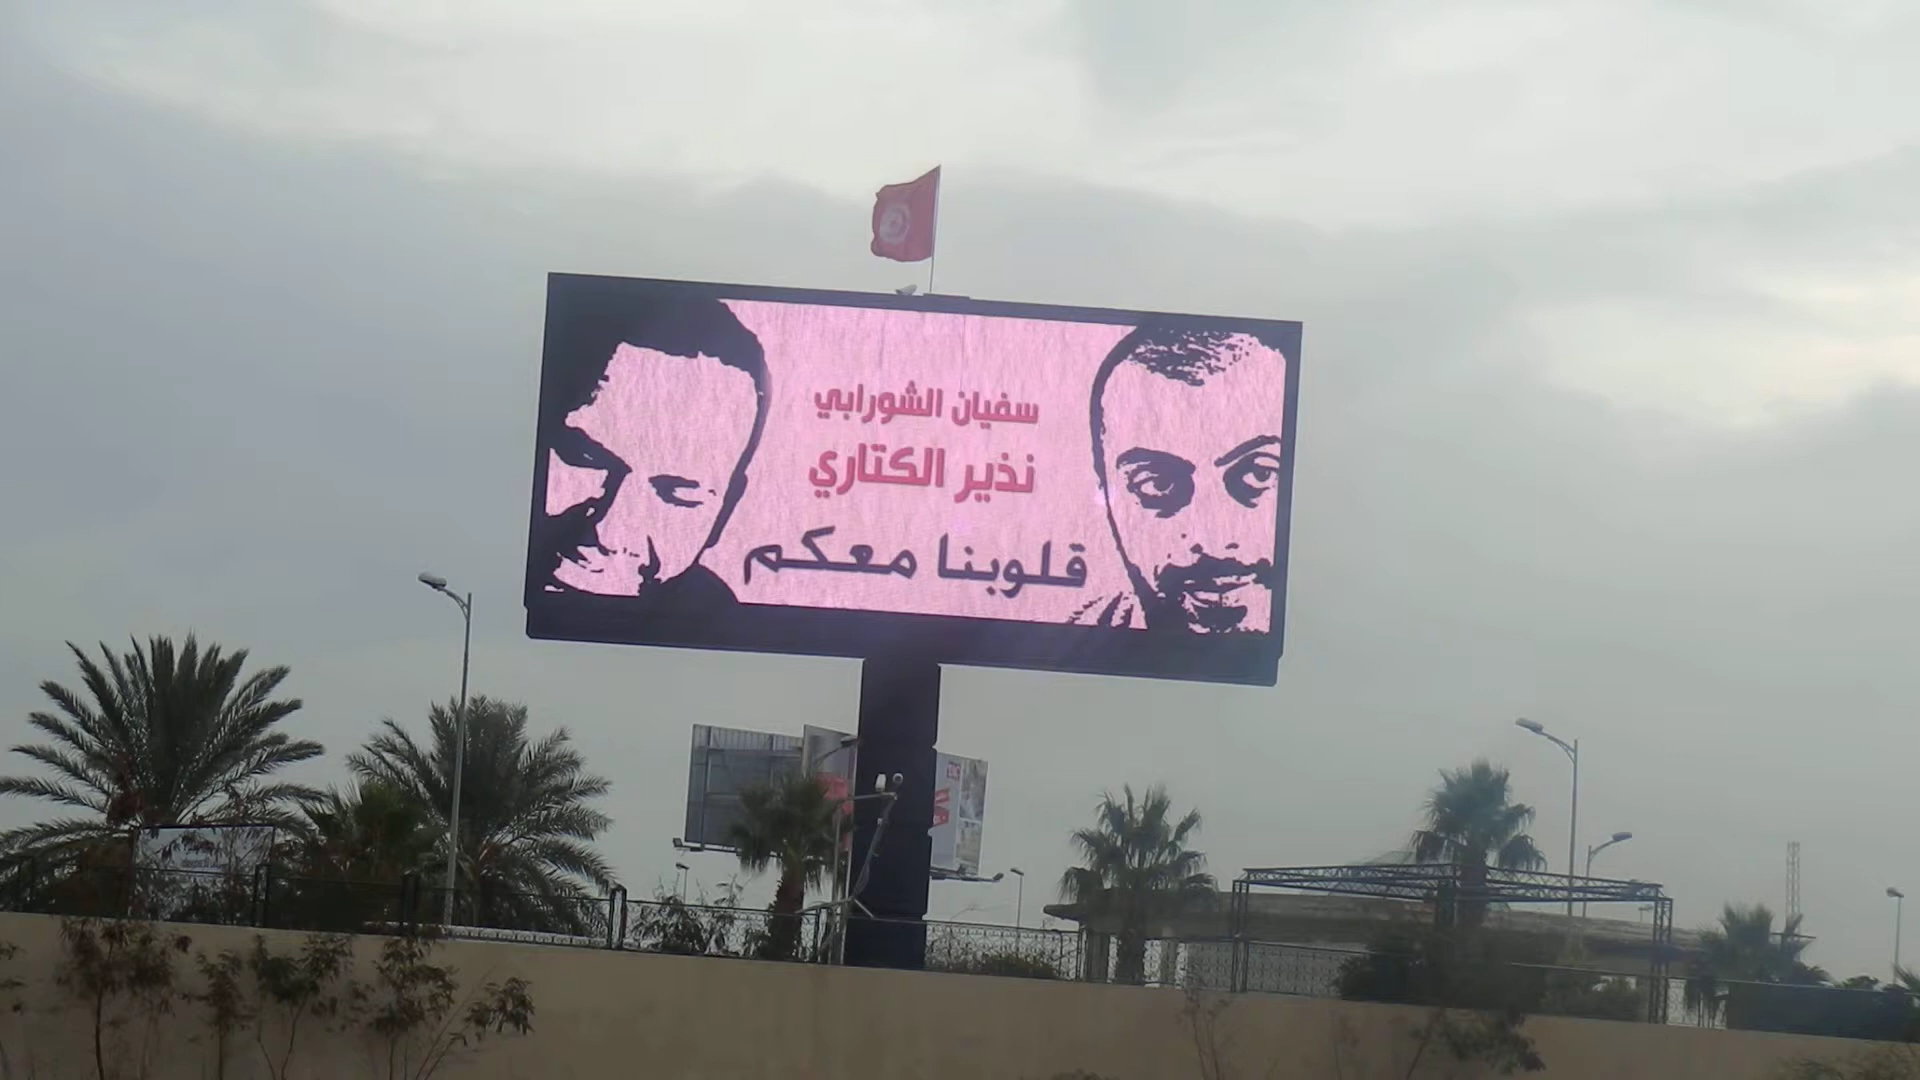 سفيان الشورابي
نذير الكتاري
قلوبنا معكم